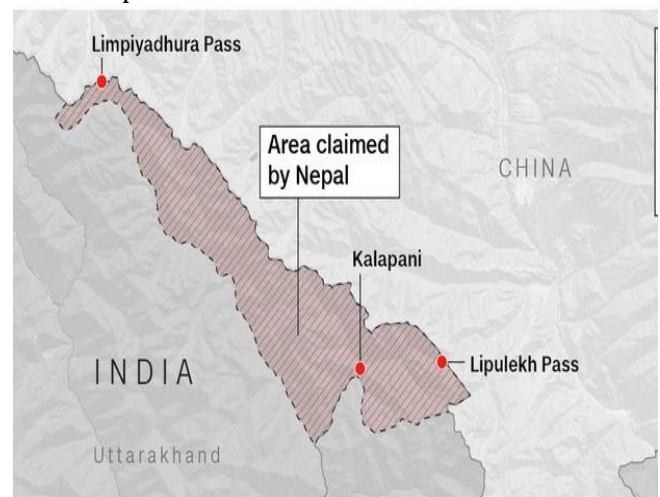 Limpiyadhura Pass
Area claimed
by Nepal
CHINA
Kalapani
INDIA
Lipulekh Pass
Uttarakhand